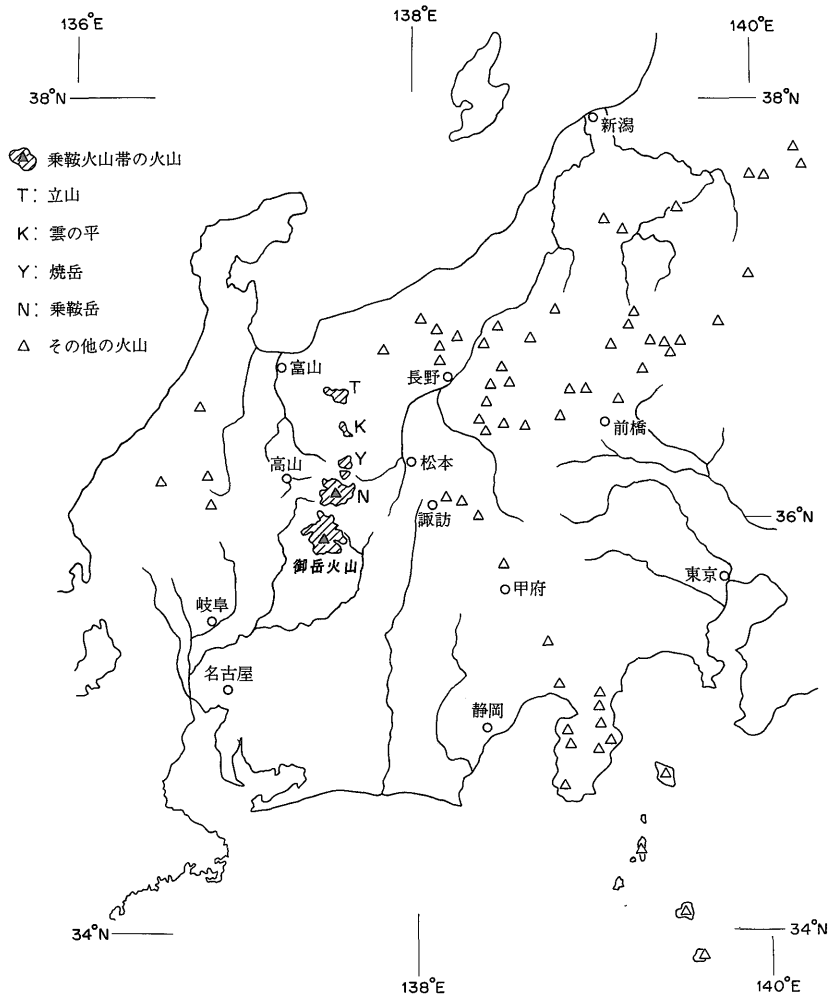 136°E
138°E
140°E
38°N
38°N
新潟
乗鞍火山帯の火山
T: 立山
K: 雲の平
Y: 焼岳
N: 乗鞍岳
△ その他の火山
富山
長野
T
K
前橋
高山
Y
松本
N
諏訪
36°N
御岳火山
東京
甲府
岐阜
名古屋
静岡
34°N
34°N
138°E
140°E